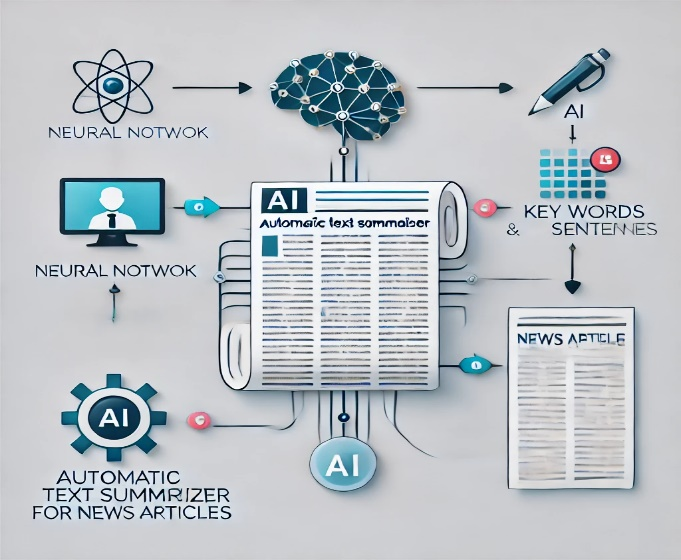 NEURAL NOTWOK
AI
AI
Automatic text sommaiser
KEY WORDS
& SENTENNES
NEURAL NOTWOK
NEWS ARTICLE
AI
AI
AUTOMATIC
TEXT SUMMRIZER
FOR NEWS ARTICLES